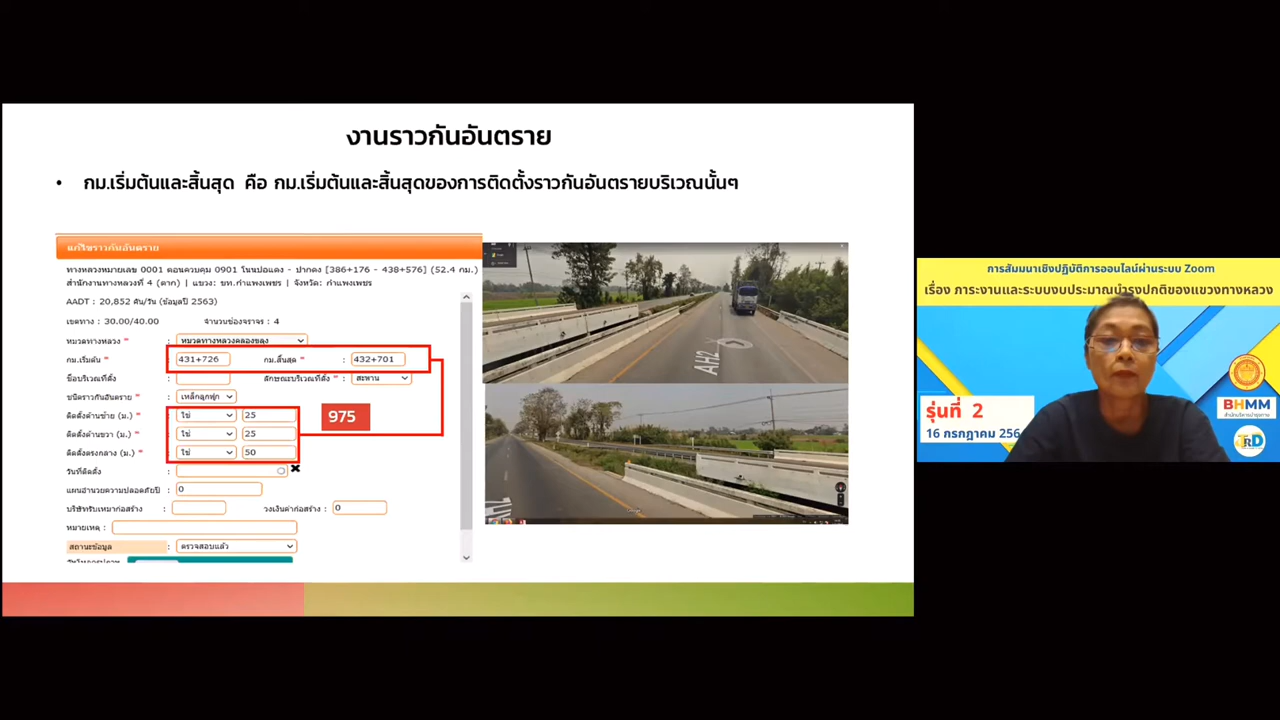 งานราวกันอันตราย
• กม.เริ่มต้นและสิ้นสุด คือ กม.เริ่มต้นและสิ้นสุดของการติดตั้งราวกันอันตรายบริเวณนั้นๆ
แก้ไขราวกันอันตราย
ทางหลวงหมายเลข 0001 ตอนควบคุม 0901 โนนปอแดง - ปากดง [386+176 - 438+576] (52.4 กม.)
สำนักงานทางหลวงที่ 4 (ตาก) | แขวง: ขท.กำแพงเพชร | จังหวัด: กำแพงเพชร
AADT : 20,852 คัน/วัน (ข้อมูลปี 2563)
เขตทาง : 30.00/40.00 จำนวนช่องจราจร : 4
หมวดทางหลวง * : หมวดทางหลวงคลองขลุง
กม.เริ่มต้น * : 431+726 กม.สิ้นสุด * : 432+701
ชื่อบริเวณที่ตั้ง : ลักษณะบริเวณที่ตั้ง * : สะพาน
ชนิดราวกันอันตราย * : เหล็กลูกฟูก
ติดตั้งด้านซ้าย (ม.) * : ใช่ 25
975
ติดตั้งด้านขวา (ม.) * : ใช่ 25
ติดตั้งตรงกลาง (ม.) * : ใช่ 50
วันที่ติดตั้ง :
แผนอำนวยความปลอดภัยปี : 0
บริษัทรับเหมาก่อสร้าง : วงเงินค่าก่อสร้าง : 0
หมายเหตุ :
สถานะข้อมูล : ตรวจสอบแล้ว
AH2
การสัมมนาเชิงปฏิบัติการออนไลน์ผ่านระบบ Zoom
เรื่อง ภาระงานและระบบงบประมาณบำรุงปกติของแขวงทางหลวง
รุ่นที่ 2
16 กรกฎาคม 256
BHMM
สำนักบริหารบำรุงทาง
TRD